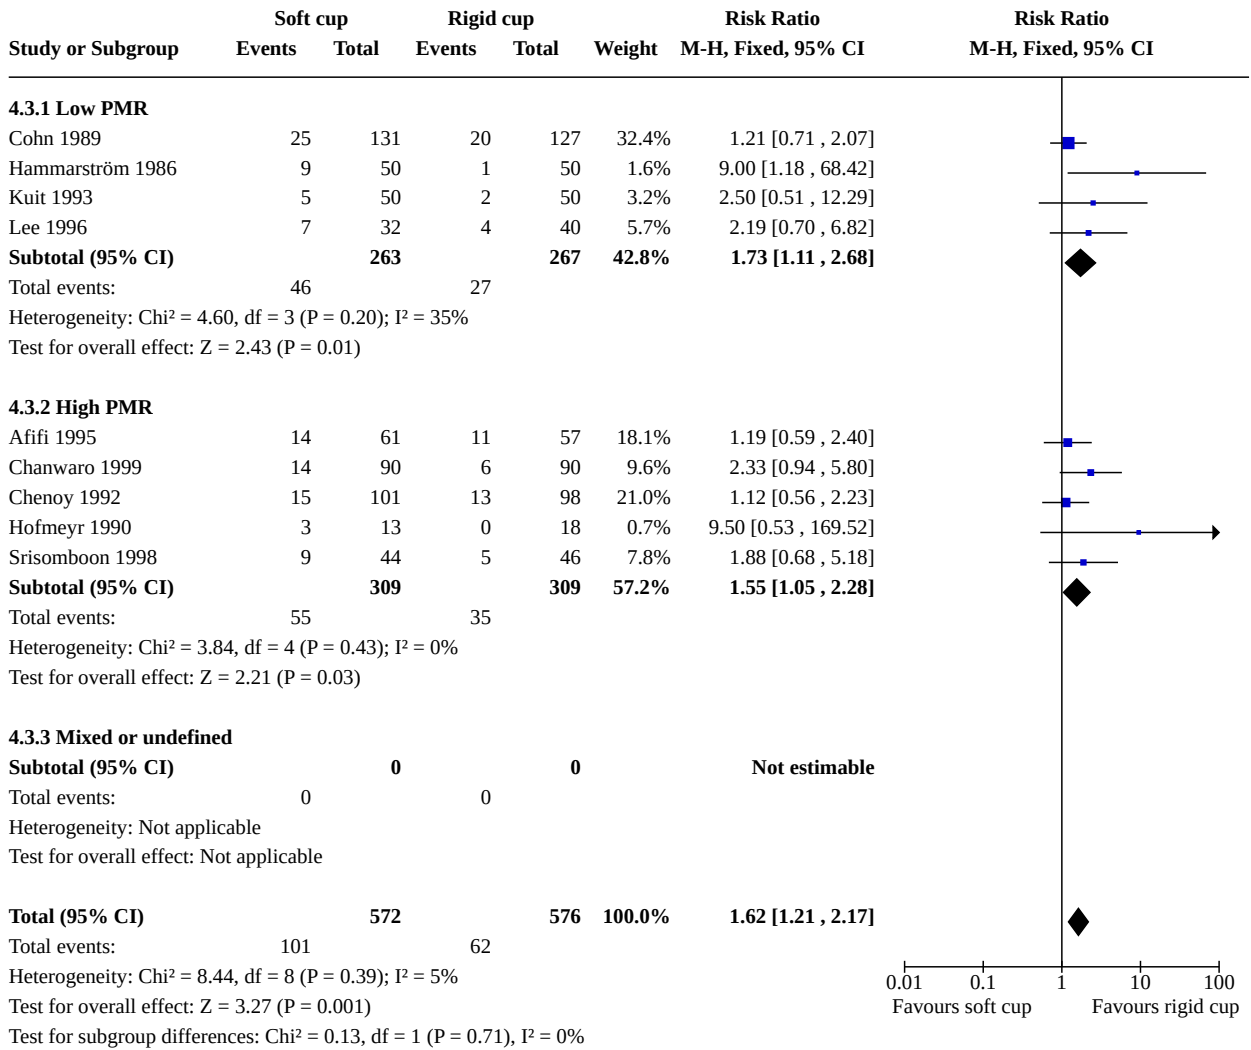 Soft cup Rigid cup Risk Ratio Risk Ratio
Study or Subgroup Events Total Events Total Weight M-H, Fixed, 95% CI M-H, Fixed, 95% CI
4.3.1 Low PMR
Cohn 1989 25 131 20 127 32.4% 1.21 [0.71 , 2.07]
Hammarström 1986 9 50 1 50 1.6% 9.00 [1.18 , 68.42]
Kuit 1993 5 50 2 50 3.2% 2.50 [0.51 , 12.29]
Lee 1996 7 32 4 40 5.7% 2.19 [0.70 , 6.82]
Subtotal (95% CI) 263 267 42.8% 1.73 [1.11 , 2.68]
Total events: 46 27
Heterogeneity: Chi² = 4.60, df = 3 (P = 0.20); I² = 35%
Test for overall effect: Z = 2.43 (P = 0.01)
4.3.2 High PMR
Afifi 1995 14 61 11 57 18.1% 1.19 [0.59 , 2.40]
Chanwaro 1999 14 90 6 90 9.6% 2.33 [0.94 , 5.80]
Chenoy 1992 15 101 13 98 21.0% 1.12 [0.56 , 2.23]
Hofmeyr 1990 3 13 0 18 0.7% 9.50 [0.53 , 169.52]
Srisomboon 1998 9 44 5 46 7.8% 1.88 [0.68 , 5.18]
Subtotal (95% CI) 309 309 57.2% 1.55 [1.05 , 2.28]
Total events: 55 35
Heterogeneity: Chi² = 3.84, df = 4 (P = 0.43); I² = 0%
Test for overall effect: Z = 2.21 (P = 0.03)
4.3.3 Mixed or undefined
Subtotal (95% CI) 0 0 Not estimable
Total events: 0 0
Heterogeneity: Not applicable
Test for overall effect: Not applicable
Total (95% CI) 572 576 100.0% 1.62 [1.21 , 2.17]
Total events: 101 62
Heterogeneity: Chi² = 8.44, df = 8 (P = 0.39); I² = 5%
0.01 0.1 1 10 100
Test for overall effect: Z = 3.27 (P = 0.001) Favours soft cup Favours rigid cup
Test for subgroup differences: Chi² = 0.13, df = 1 (P = 0.71), I² = 0%